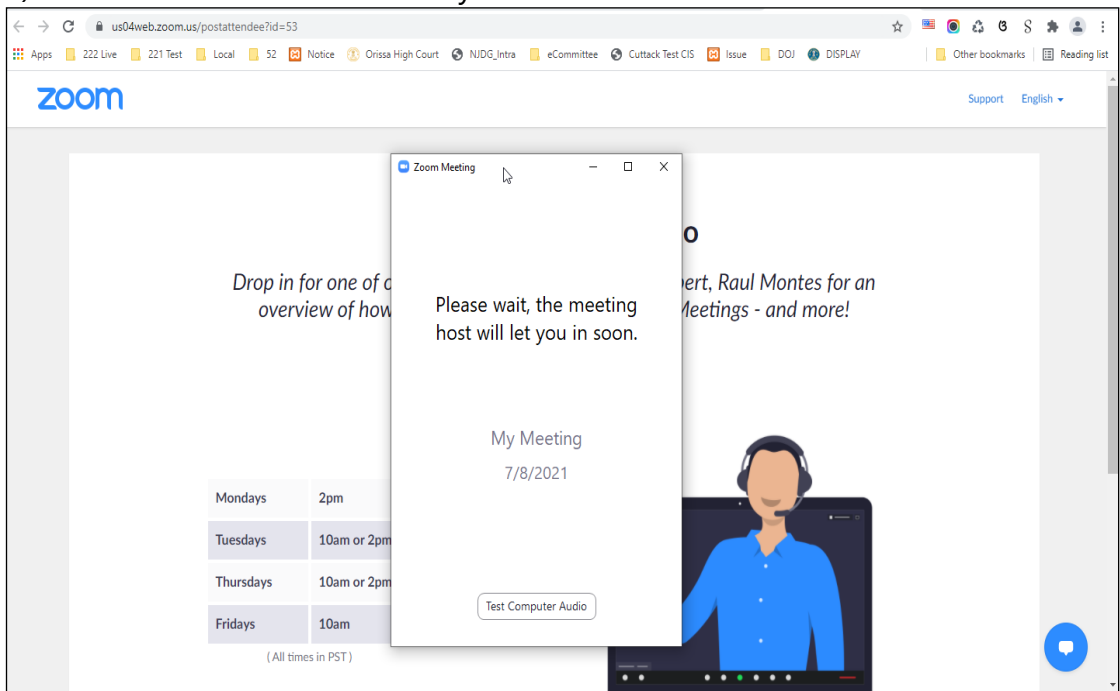 us04web.zoom.us/postattendee?id=53
Apps 222 Live 221 Test Local 52 Notice Orissa High Court NJDG_Intra eCommittee Cuttack Test CIS Issue DOJ DISPLAY Other bookmarks Reading list
zoom Support English
Zoom Meeting
Drop in for one of
overview of how
Please wait, the meeting
host will let you in soon.
My Meeting
7/8/2021
Test Computer Audio
Raul Montes for an
Meetings - and more!
Mondays 2pm
Tuesdays 10am or 2pm
Thursdays 10am or 2pm
Fridays 10am
( All times in PST )